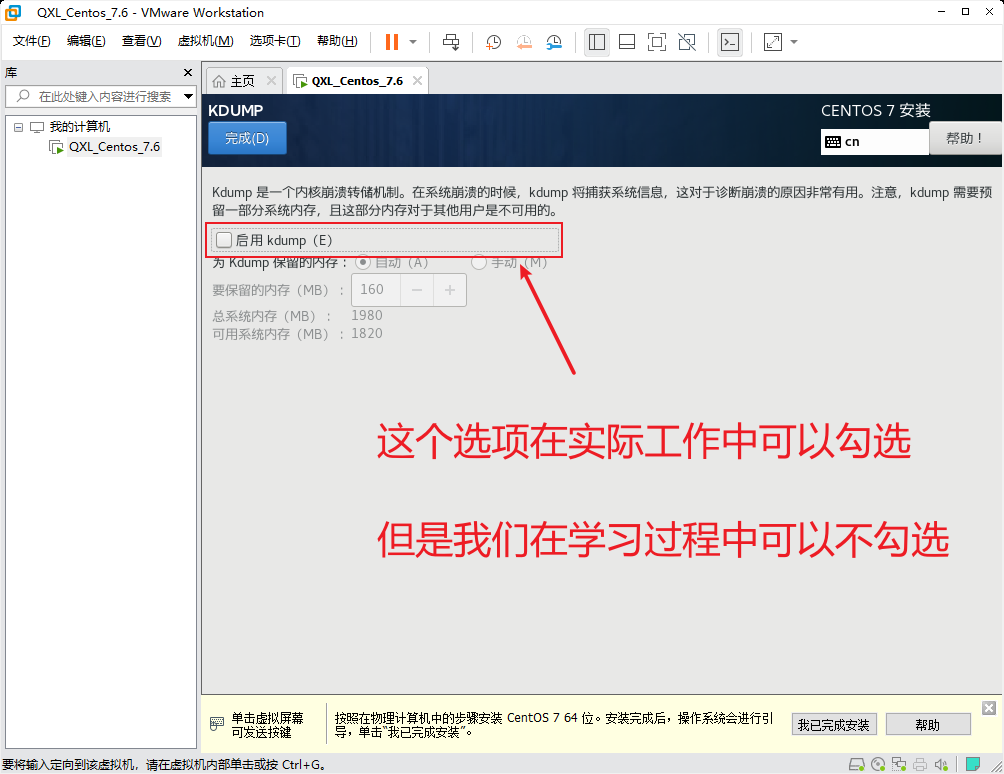 QXL_Centos_7.6 - VMware Workstation
文件(F) 编辑(E) 查看(V) 虚拟机(M) 选项卡(T) 帮助(H)
库
在此处键入内容进行搜索
我的计算机
QXL_Centos_7.6
主页 QXL_Centos_7.6
KDUMP
完成(D)
CENTOS 7 安装
cn
帮助！
Kdump 是一个内核崩溃转储机制。在系统崩溃的时候，kdump 将捕获系统信息，这对于诊断崩溃的原因非常有用。注意，kdump 需要预
留一部分系统内存，且这部分内存对于其他用户是不可用的。
启用 kdump（E）
为 Kdump 保留的内存： 自动（A） 手动（M）
要保留的内存（MB）： 160
总系统内存（MB）： 1980
可用系统内存（MB）： 1820
这个选项在实际工作中可以勾选
但是我们在学习过程中可以不勾选
单击虚拟屏幕
可发送按键
按照在物理计算机中的步骤安装 CentOS 7 64 位。安装完成后，操作系统会进行引
导，单击“我已完成安装”。
我已完成安装
帮助
要将输入定向到该虚拟机，请在虚拟机内部单击或按 Ctrl+G。